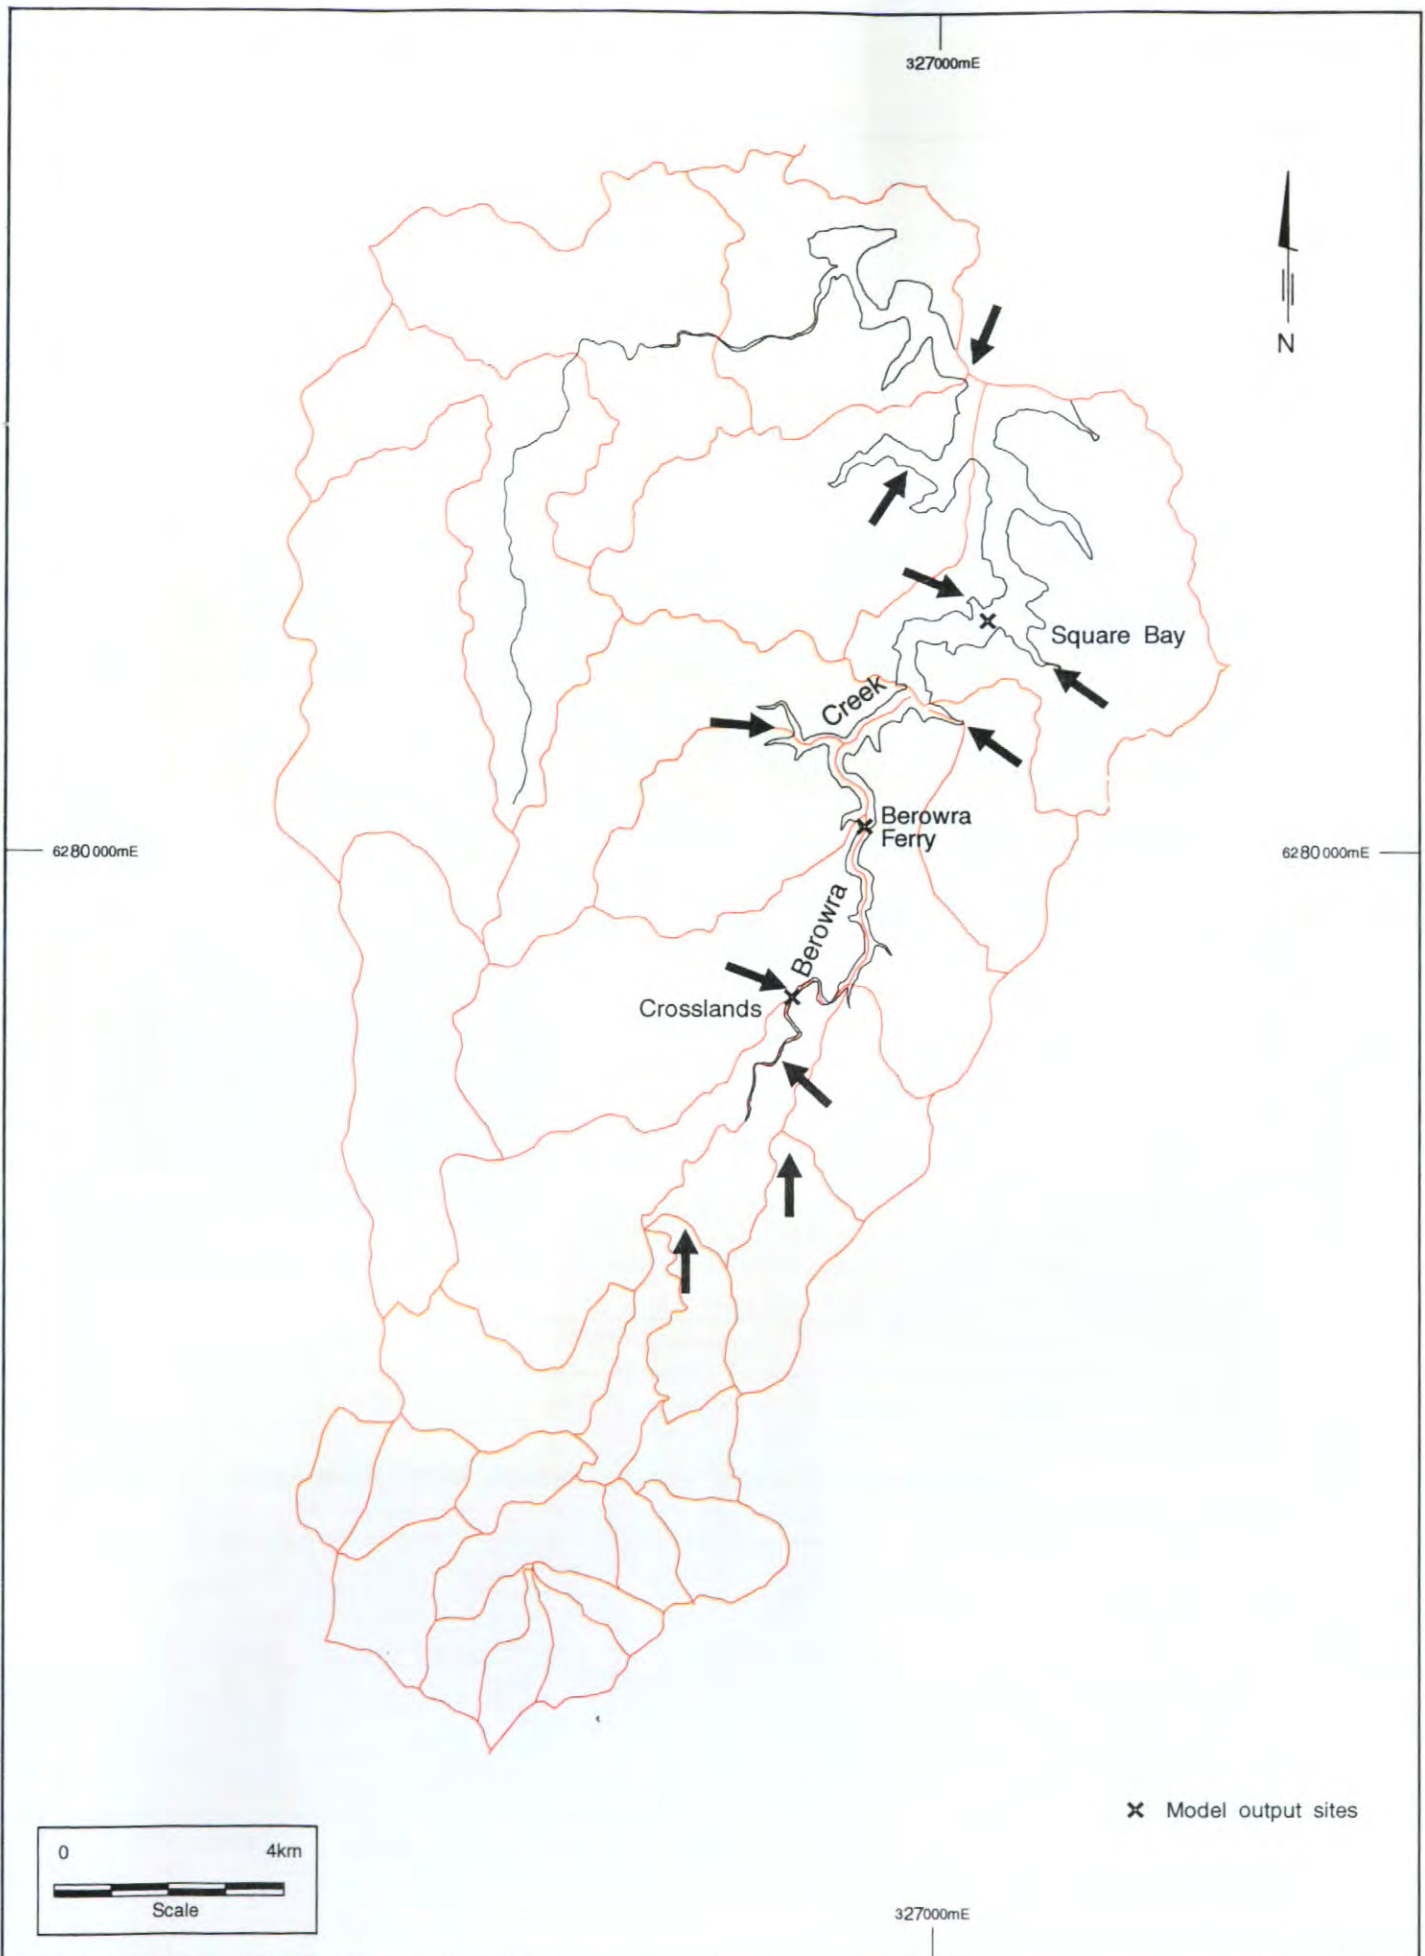 327000mE
N
Square Bay
Creek
Berowra
Ferry
6280000mE
6280000mE
Berowra
Crosslands
Model output sites
0 4km
Scale
327000mE